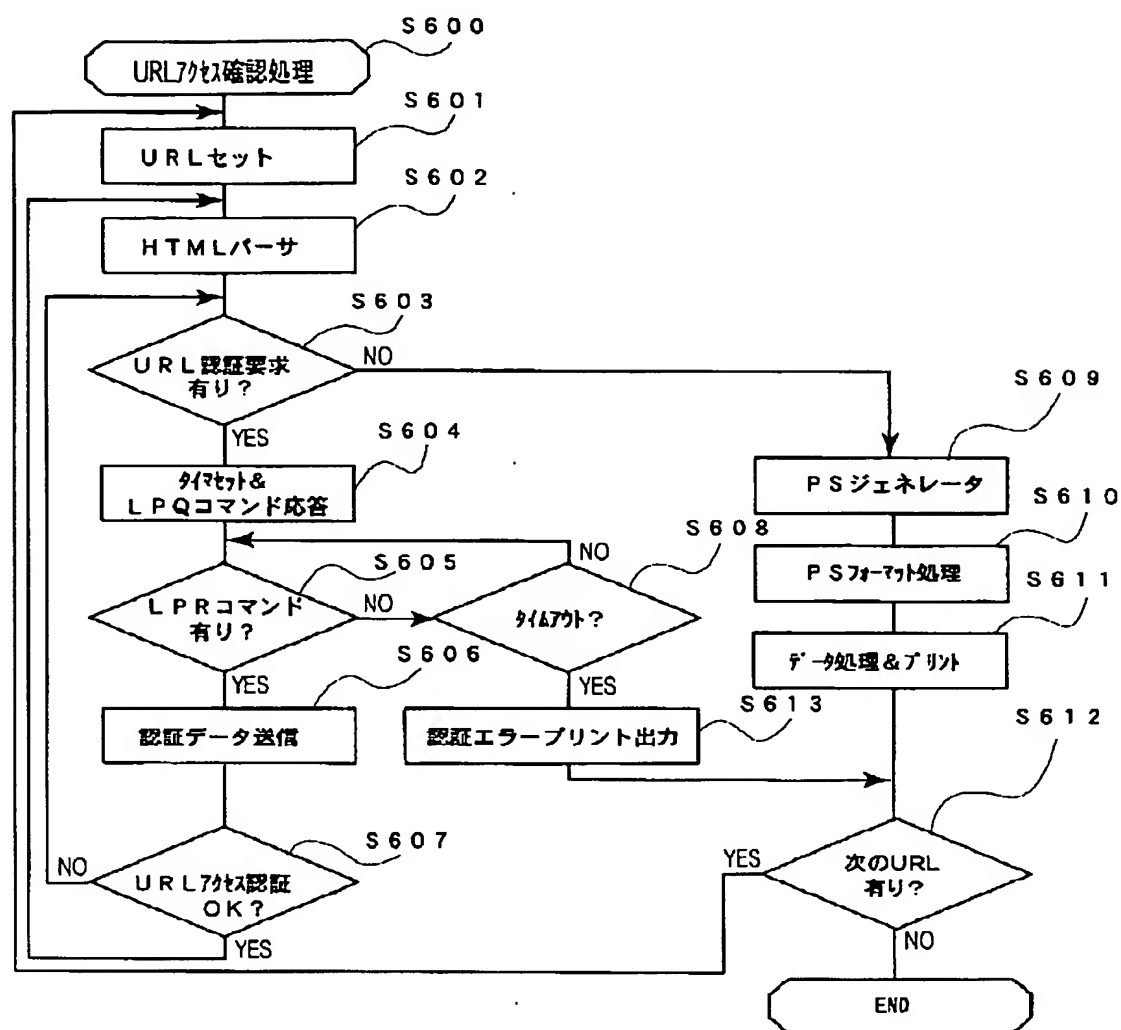 S600
URLアクセス確認処理
S601
URLセット
S602
HTMLパーサ
S603
URL認証要求
有り?
NO
YES
S604
タイマセット&
LPQコマンド応答
S605
LPRコマンド
有り?
NO
YES
S608
NO
タイムアウト?
YES
S606
認証データ送信
S613
認証エラープリント出力
S607
NO
URLアクセス認証
OK?
YES
S609
PSジェネレータ
S610
PSフォーマット処理
S611
データ処理&プリント
S612
YES
次のURL
有り?
NO
END